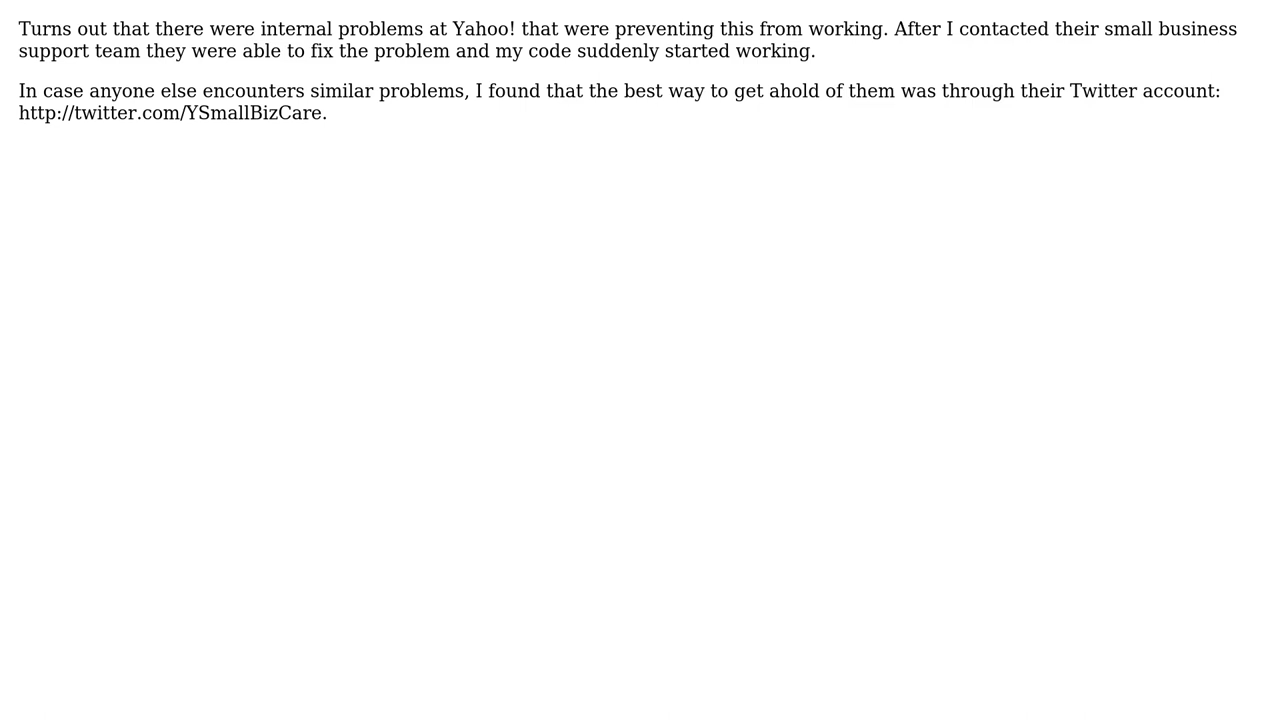 Turns out that there were internal problems at Yahoo! that were preventing this from working. After I contacted their small business
support team they were able to fix the problem and my code suddenly started working.
In case anyone else encounters similar problems, I found that the best way to get ahold of them was through their Twitter account:
http://twitter.com/YSmallBizCare.